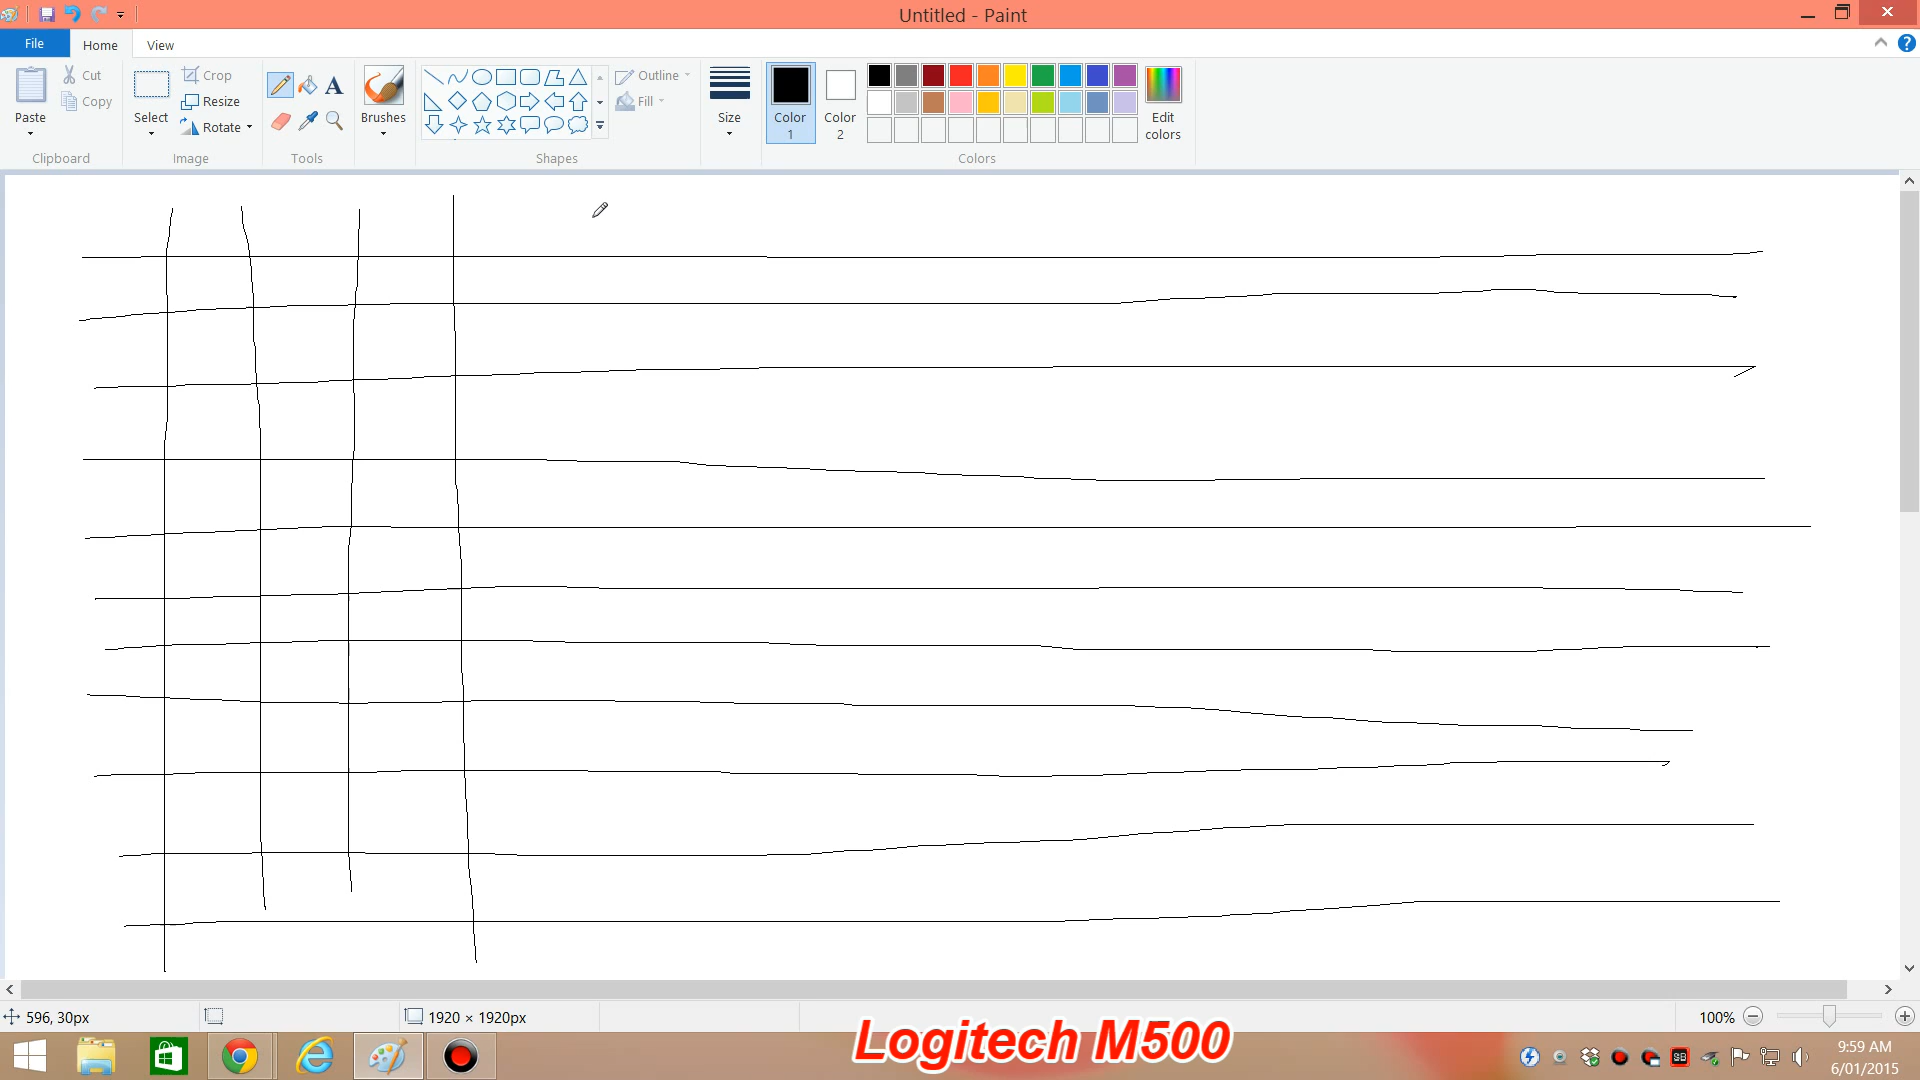 Untitled - Paint
File
Home
View
Paste
Cut
Copy
Clipboard
Select
Crop
Resize
Rotate
Image
A
Tools
Brushes
Outline
Fill
Shapes
Size
Color
1
Color
2
Edit
colors
Colors
596, 30px
1920 × 1920px
100%
Logitech M500
SB
9:59 AM
6/01/2015